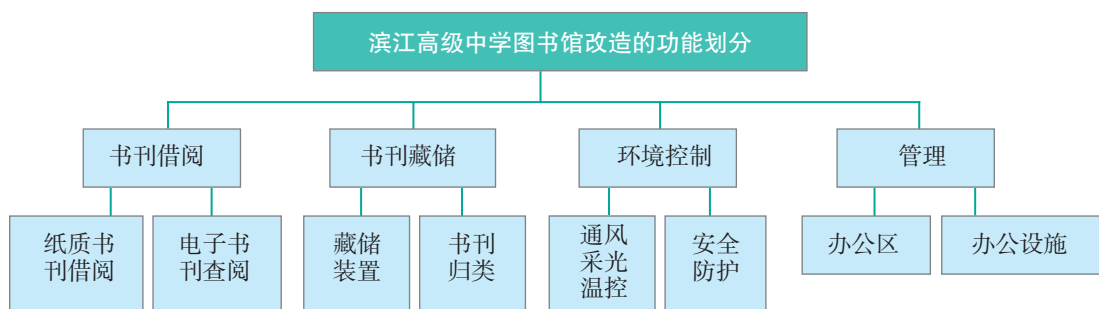 滨江高级中学图书馆改造的功能划分
书刊借阅
书刊藏储
环境控制
管理
纸质书
刊借阅
电子书
刊查阅
藏储
装置
书刊
归类
通风
采光
温控
安全
防护
办公区
办公设施